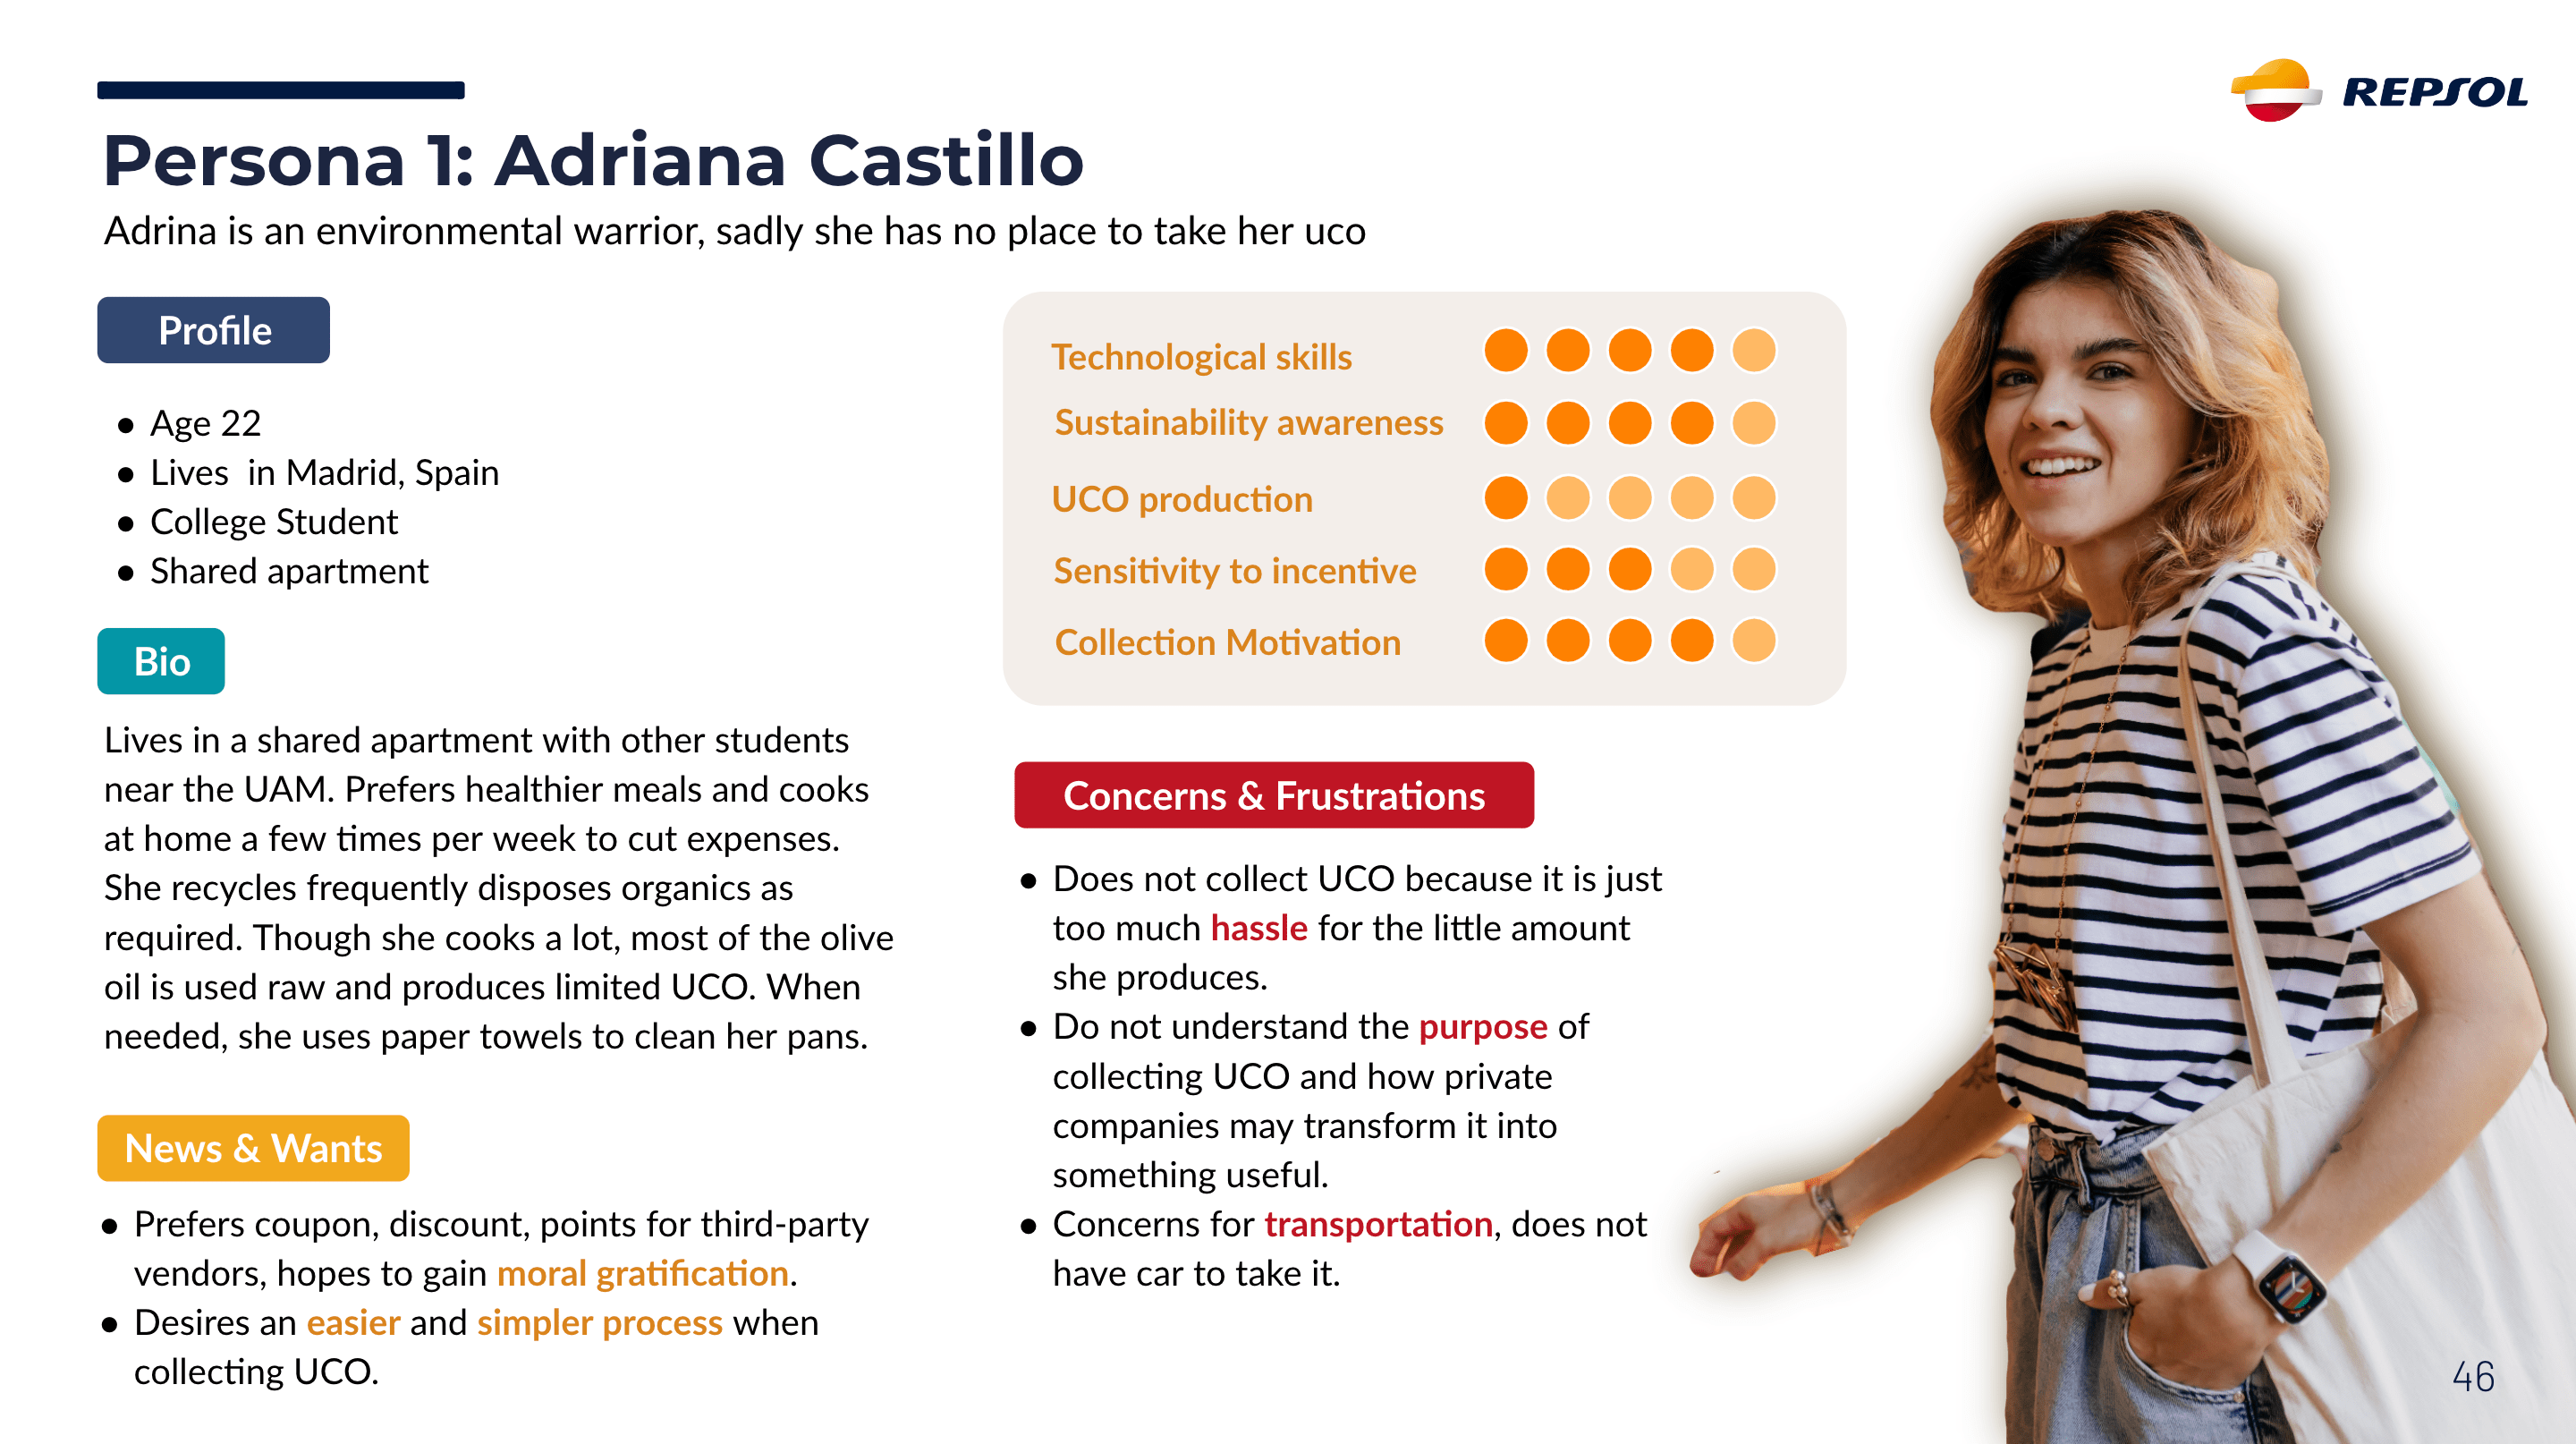 REPSOL
Persona 1: Adriana Castillo
Adrina is an environmental warrior, sadly she has no place to take her uco
Profile
● Age 22
● Lives  in Madrid, Spain
● College Student
● Shared apartment
Bio
Lives in a shared apartment with other students
near the UAM. Prefers healthier meals and cooks
at home a few times per week to cut expenses.
She recycles frequently disposes organics as
required. Though she cooks a lot, most of the olive
oil is used raw and produces limited UCO. When
needed, she uses paper towels to clean her pans.
News & Wants
● Prefers coupon, discount, points for third-party
vendors, hopes to gain moral gratification.
● Desires an easier and simpler process when
collecting UCO.
Technological skills
Sustainability awareness
UCO production
Sensitivity to incentive
Collection Motivation
Concerns & Frustrations
● Does not collect UCO because it is just
too much hassle for the little amount
she produces.
● Do not understand the purpose of
collecting UCO and how private
companies may transform it into
something useful.
● Concerns for transportation, does not
have car to take it.
46